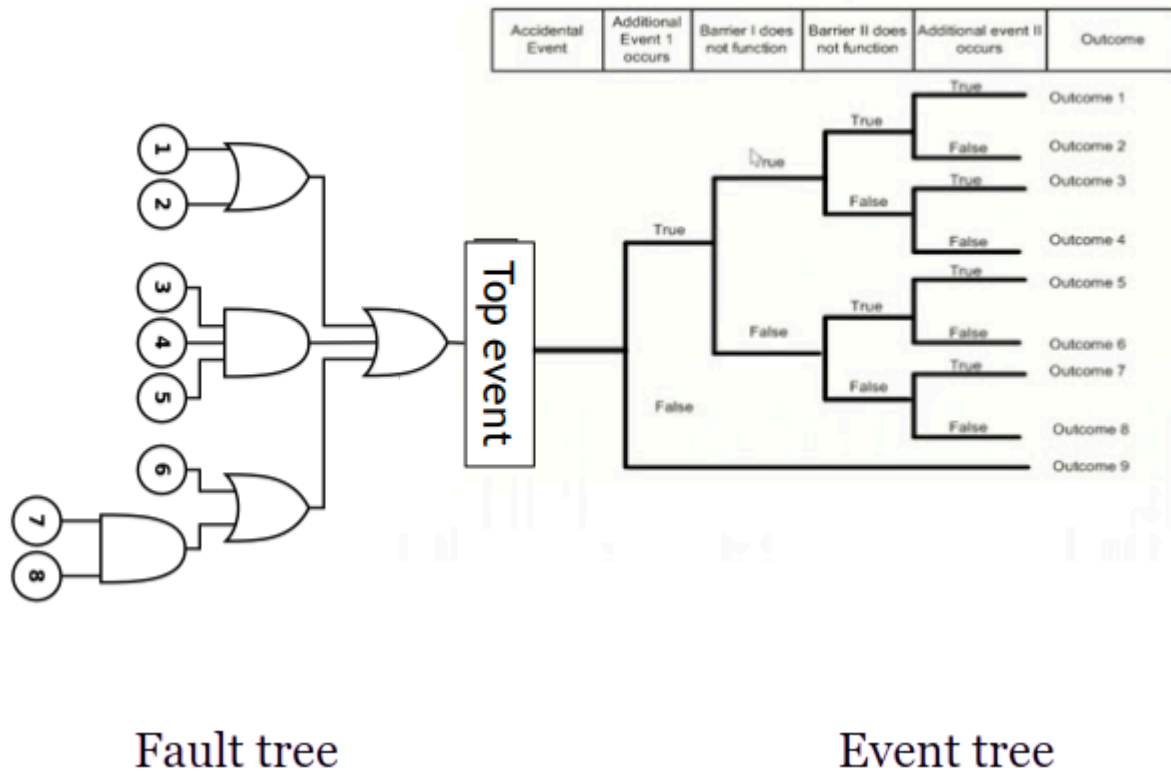 Accidental
Event
Additional
Event 1
occurs
Barrier I does
not function
Barrier II does
not function
Additional event II
occurs
Outcome
True
Outcome 1
True
False
Outcome 2
True
True
Outcome 3
False
True
False
Outcome 4
True
Outcome 5
True
False
False
Outcome 6
True
Outcome 7
False
False
False
Outcome 8
Outcome 9
1
2
3
4
5
6
7
8
Top event
Fault tree
Event tree